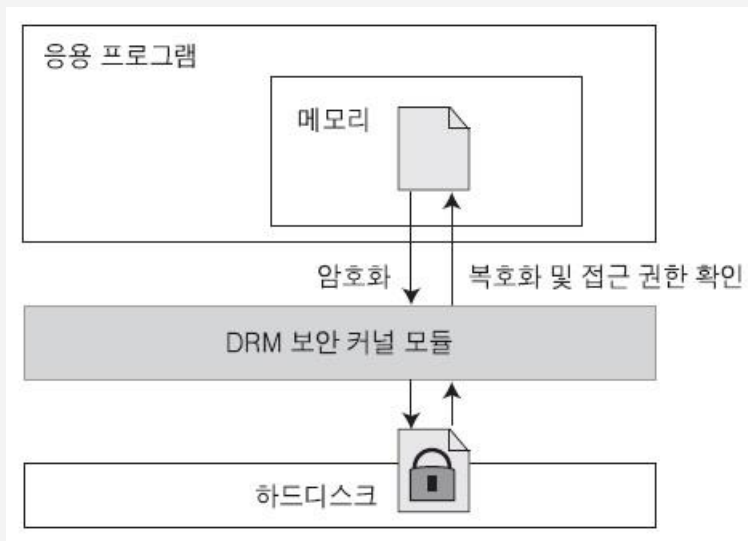 응용 프로그램
메모리
암호화
복호화 및 접근 권한 확인
DRM 보안 커널 모듈
하드디스크